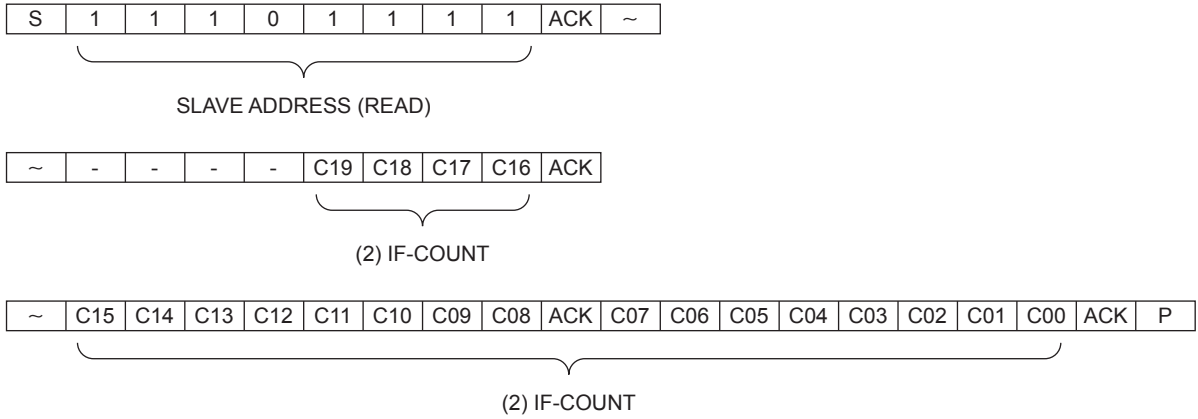 S 1 1 1 0 1 1 1 1 ACK ~
SLAVE ADDRESS (READ)
~ - - - - C19 C18 C17 C16 ACK
(2) IF-COUNT
~ C15 C14 C13 C12 C11 C10 C09 C08 ACK C07 C06 C05 C04 C03 C02 C01 C00 ACK P
(2) IF-COUNT